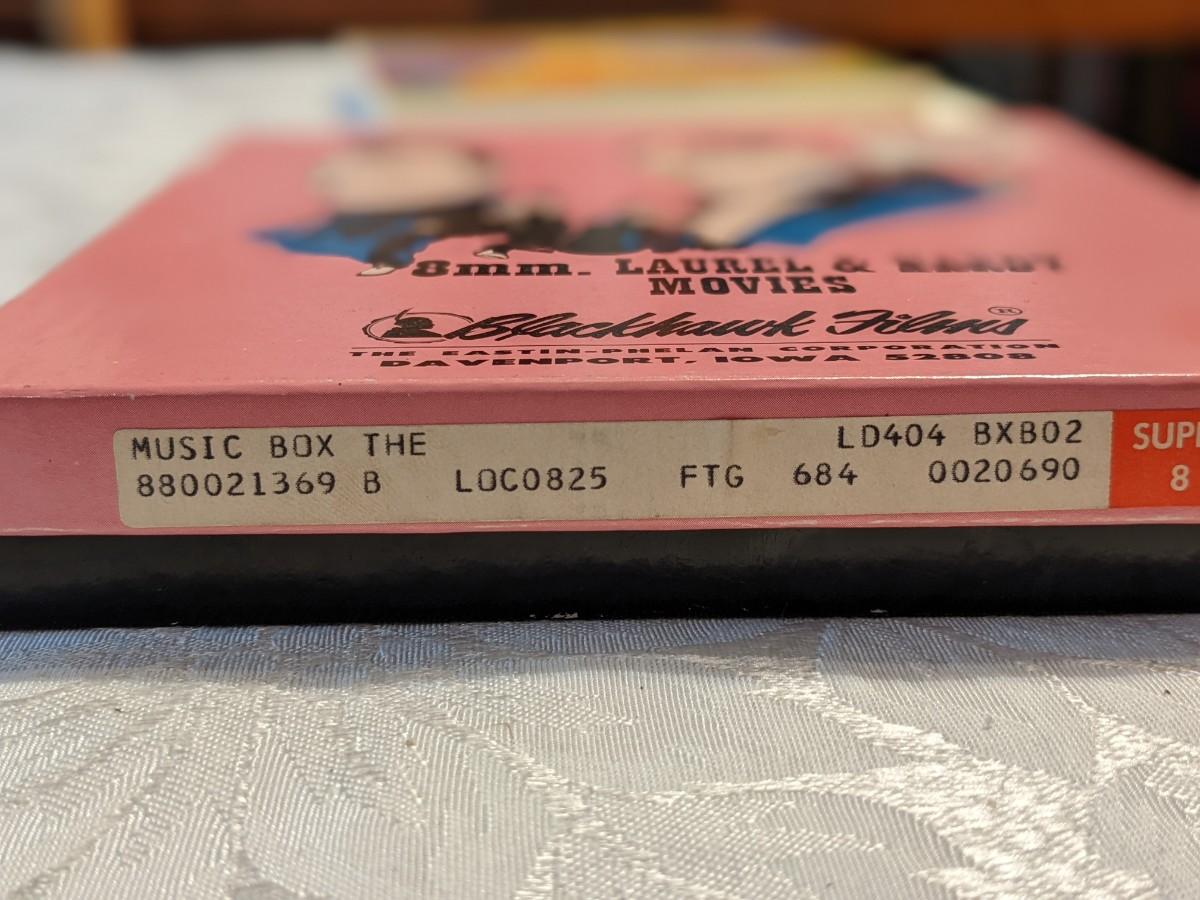 8mm. LAUREL & HARDY
MOVIES
Blackhawk Films ®
THE EASTIN-PHELAN CORPORATION
DAVENPORT, IOWA 52808
MUSIC BOX THE LD404 BXB02
880021369 B LOC0825 FTG 684 0020690
8